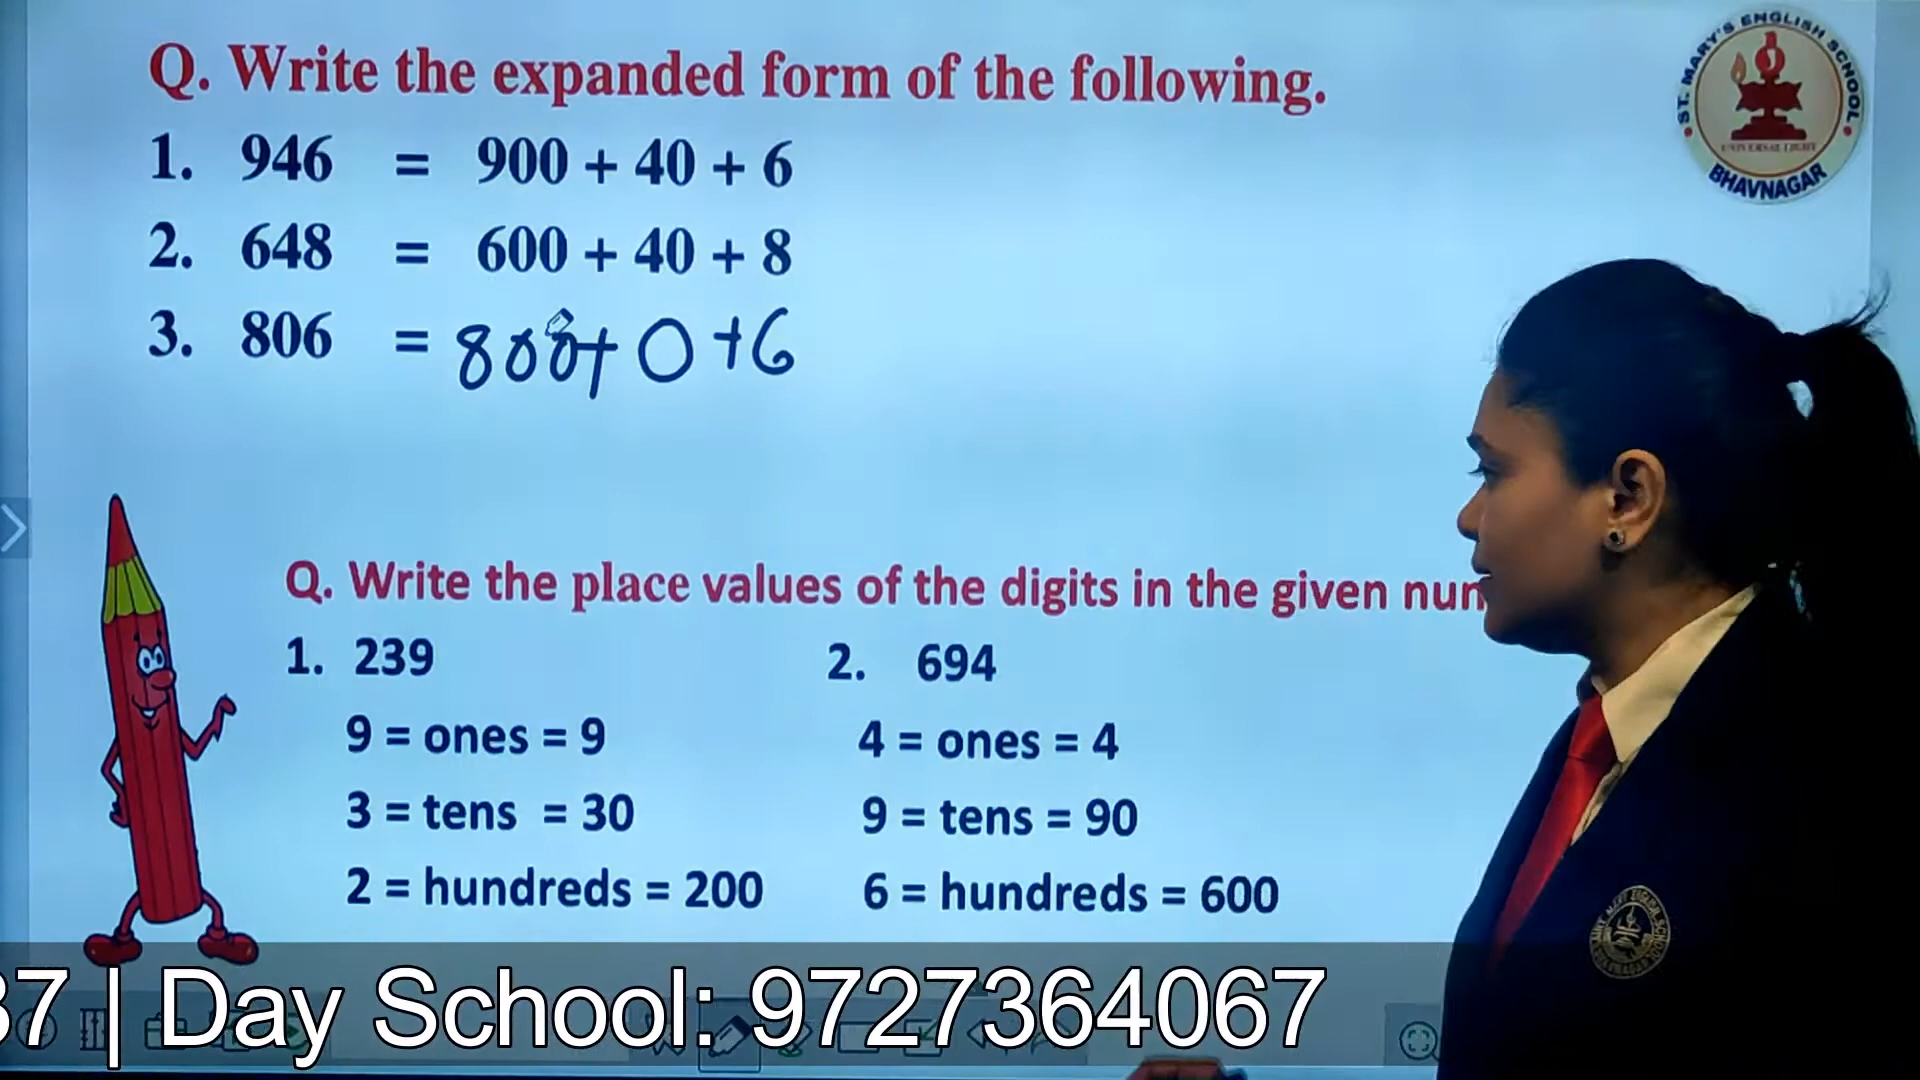 Q. Write the expanded form of the following.
1. 946 = 900 + 40 + 6
2. 648 = 600 + 40 + 8
3. 806 = 800+ 0 +6
ST. MARY'S ENGLISH SCHOOL
UNIVERSAL LIGHT
BHAVNAGAR
Q. Write the place values of the digits in the given
1. 239 2. 694
9 = ones = 9 4 = ones = 4
3 = tens = 30 9 = tens = 90
2 = hundreds = 200 6 = hundreds = 600
37 | Day School: 9727364067